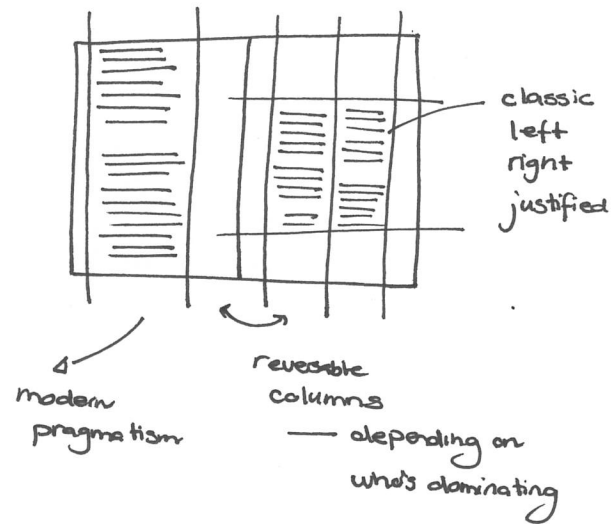 classic
left
right
justified
modern
pragmatism
reversable
columns
— depending on
who's dominating